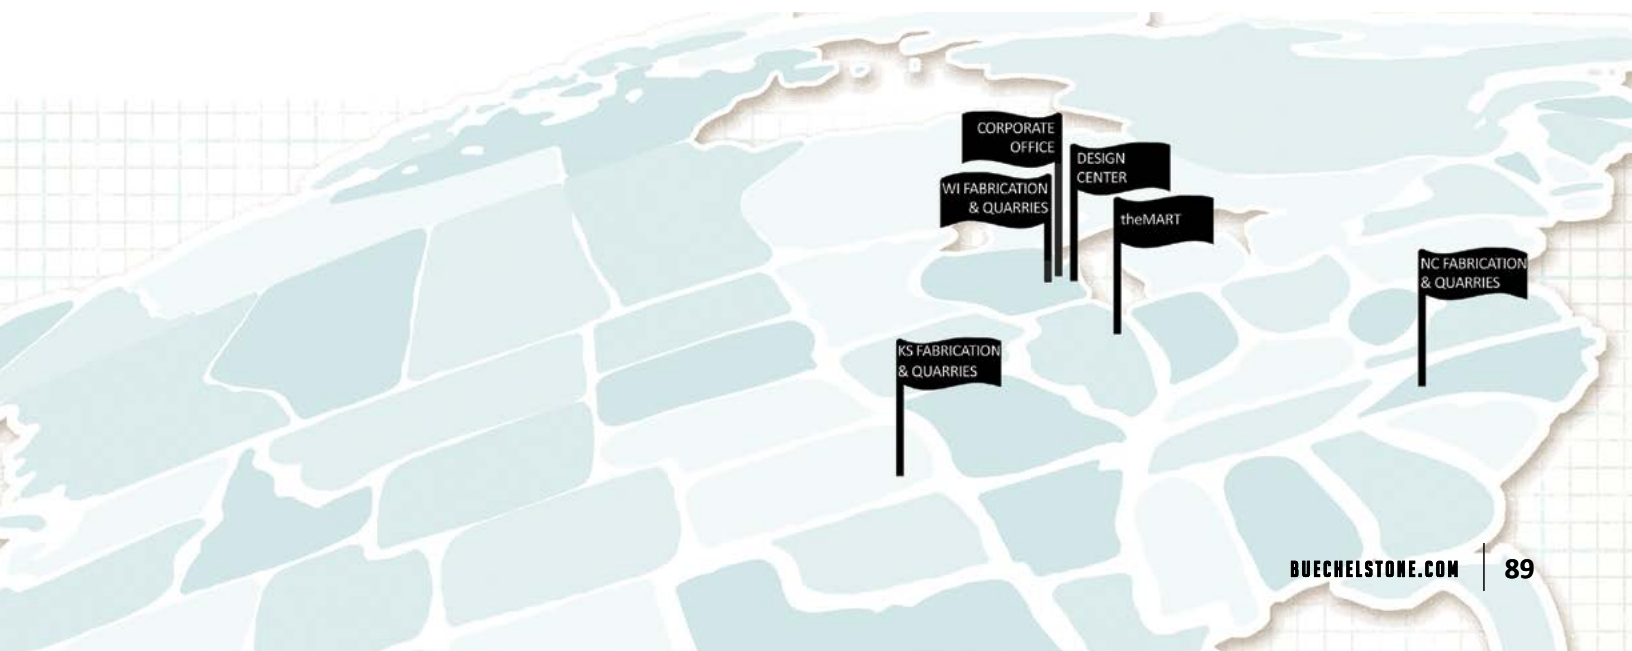 CORPORATE
OFFICE
DESIGN
CENTER
WI FABRICATION
& QUARRIES
theMART
NC FABRICATION
& QUARRIES
KS FABRICATION
& QUARRIES
BUECHELSTONE.COM
89